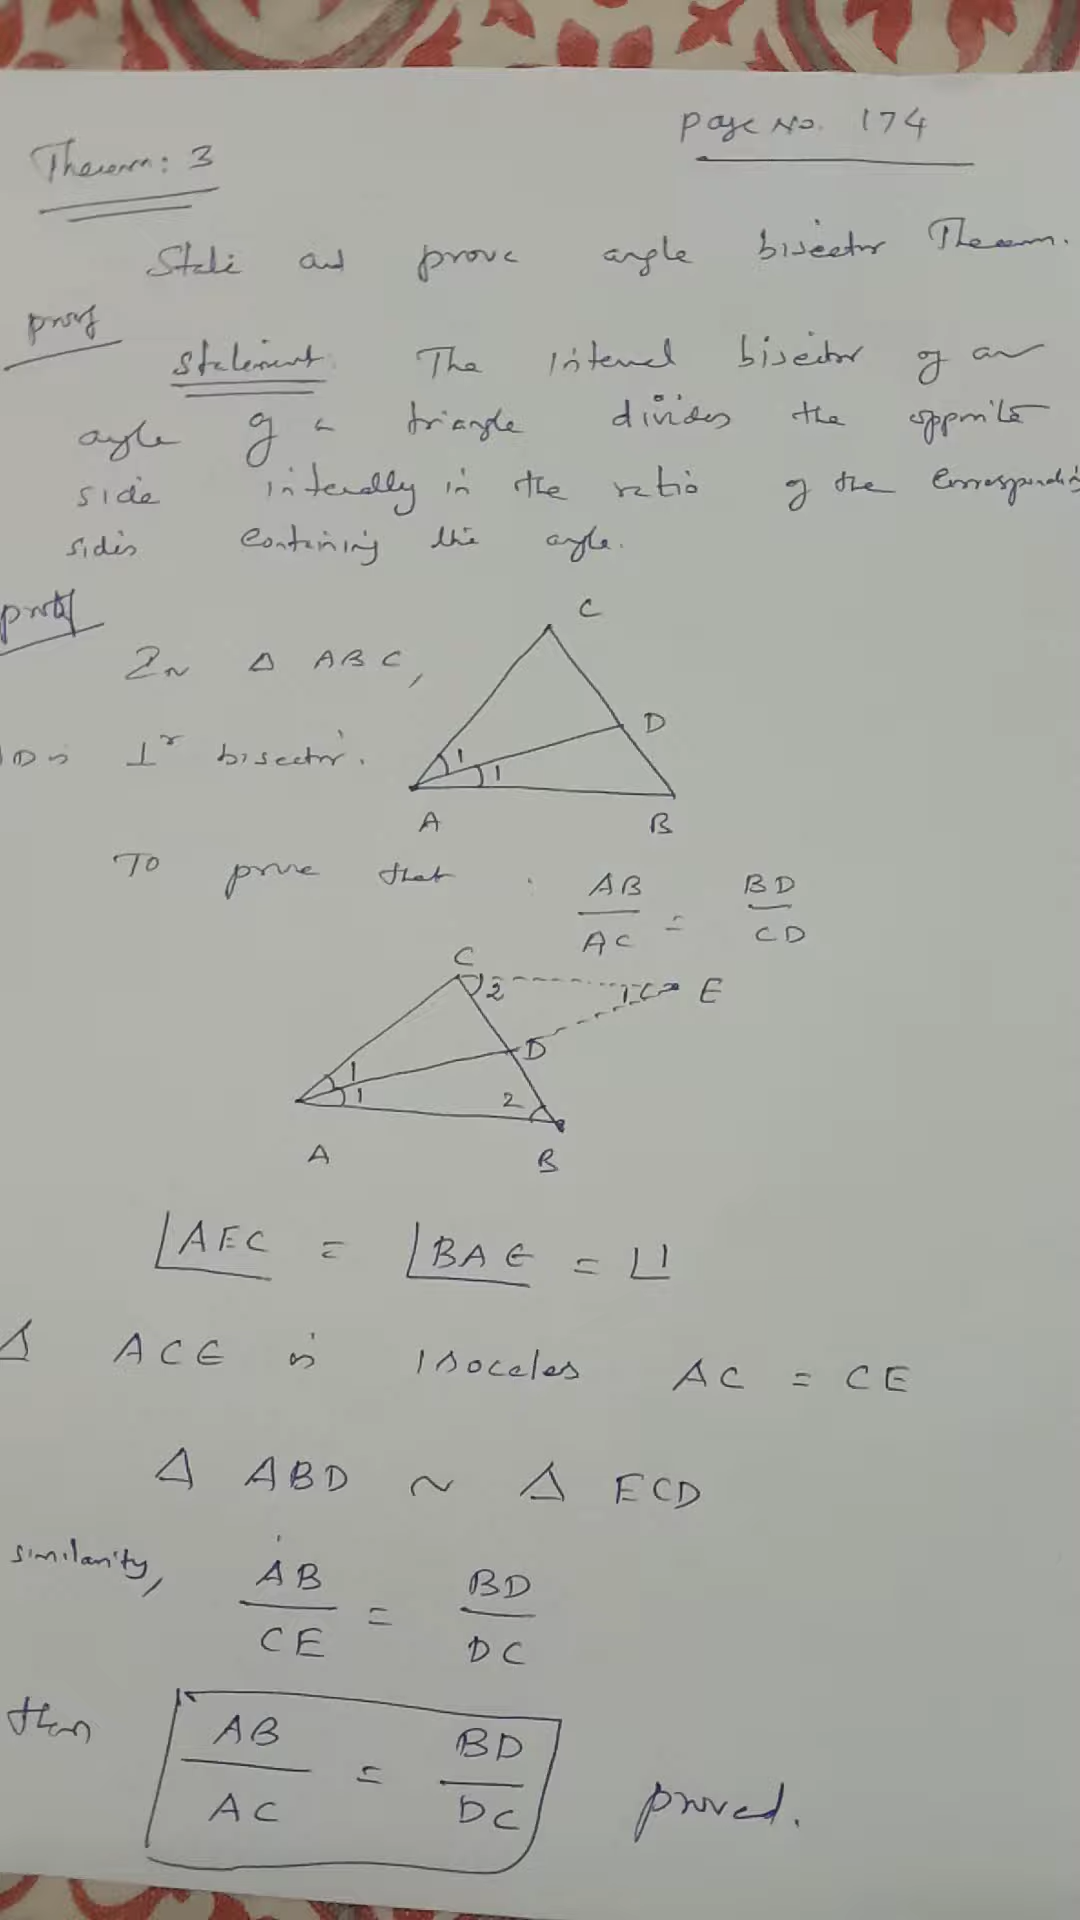 Page No. 174
Theorem: 3
State and prove angle bisector Theorem.
proof
Statement: The internal bisector of an
angle of a triangle divides the opposite
side internally in the ratio of the corresponding
sides containing the angle.
proof
C
In Δ ABC,
D
D is ⊥r bisector.
1
1
A
B
To prove that : AB/AC = BD/CD
C
2
1
E
D
1
1
2
A
B
∠AEC = ∠BAE = ∠1
Δ ACE is isoceles AC = CE
Δ ABD ~ Δ ECD
similarity, AB/CE = BD/DC
then AB/AC = BD/DC proved.